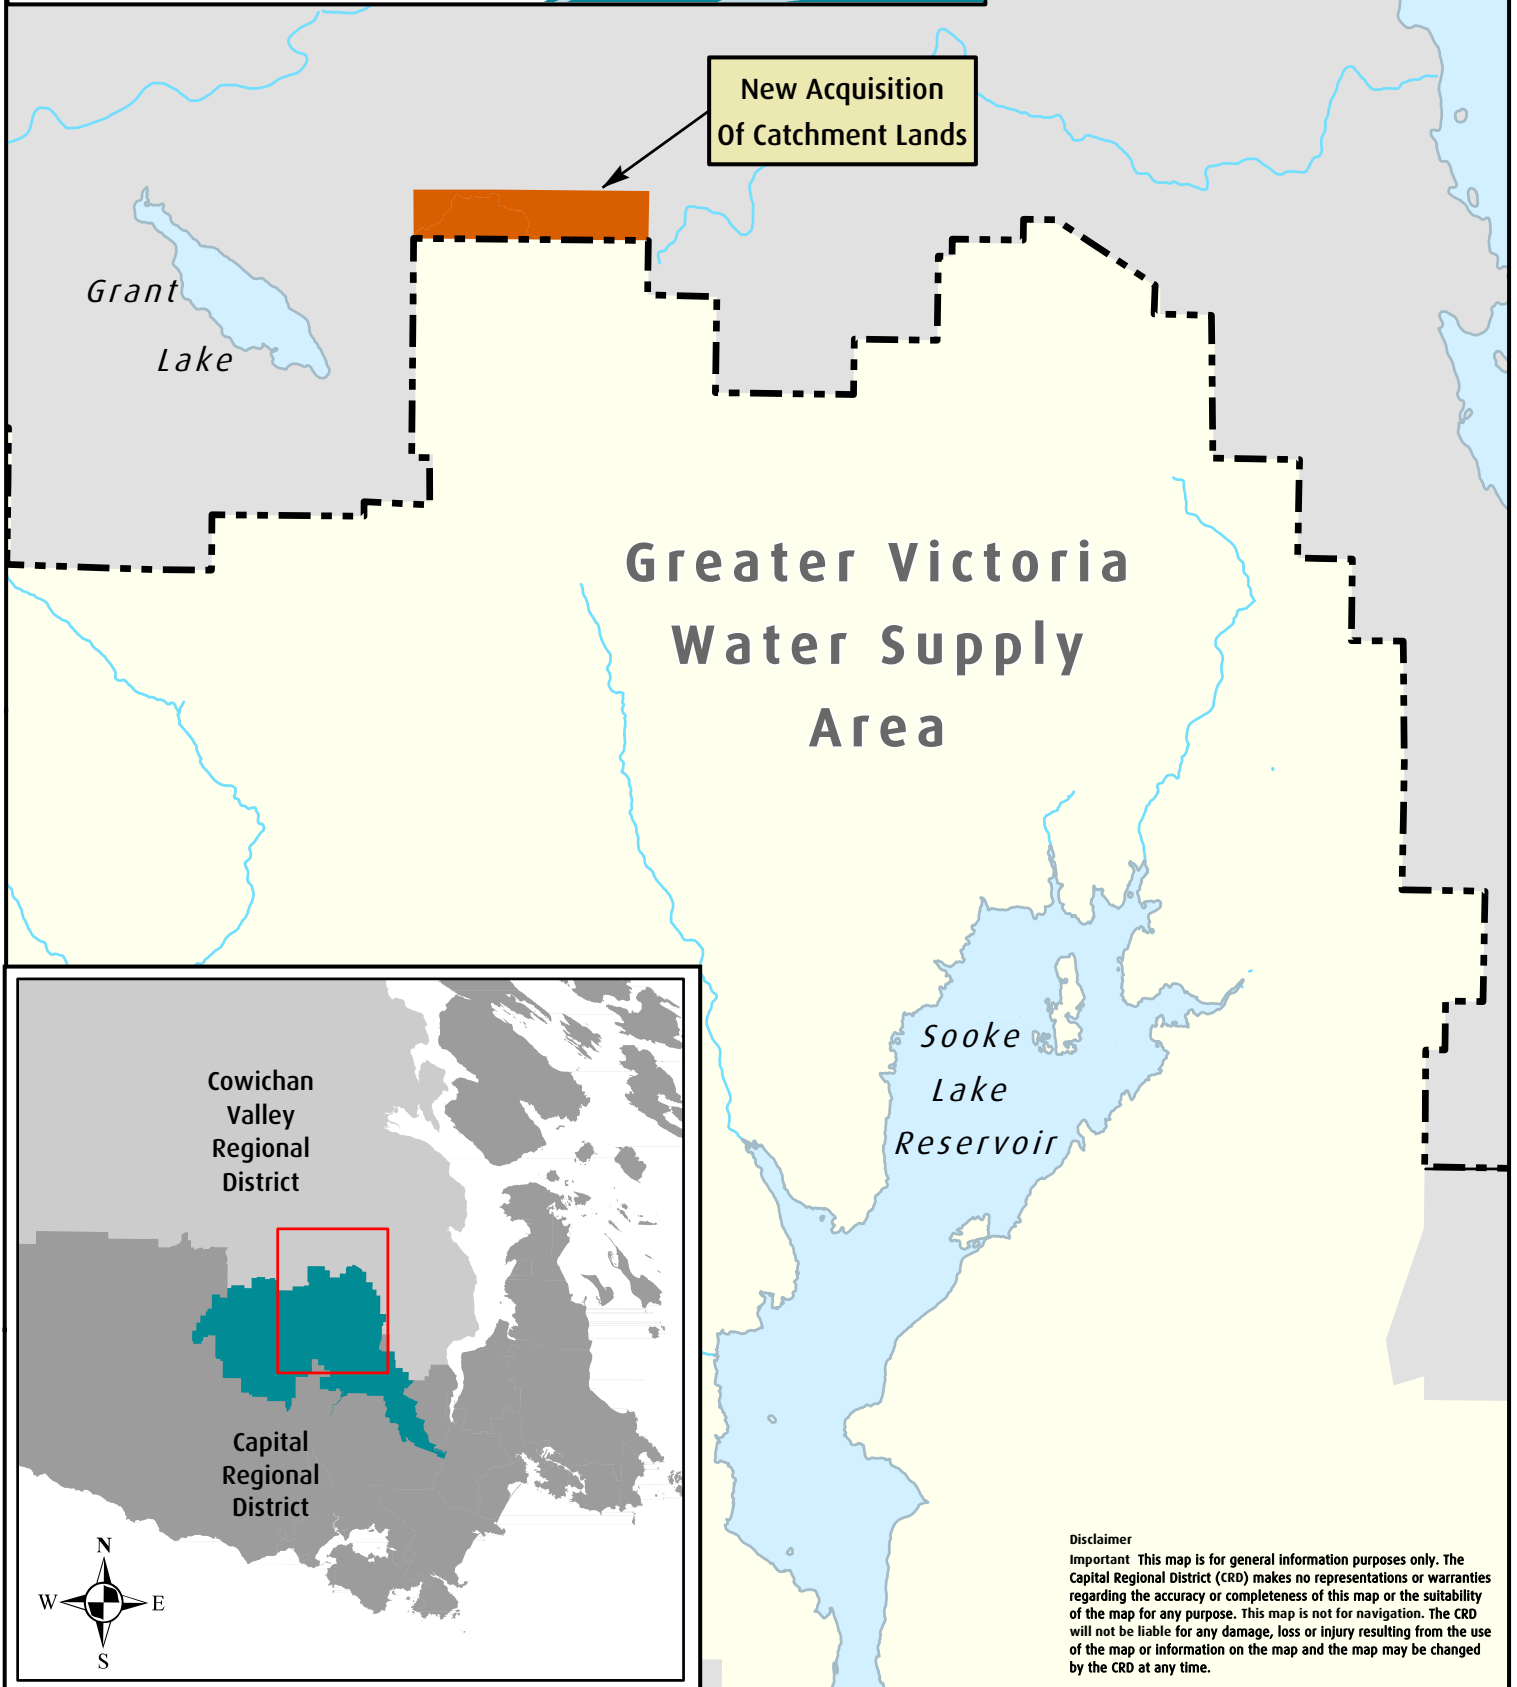 New Acquisition
Of Catchment Lands
Grant
Lake
Greater Victoria
Water Supply
Area
Sooke
Lake
Reservoir
Cowichan
Valley
Regional
District
Capital
Regional
District
N
W
E
S
Disclaimer
Important This map is for general information purposes only. The
Capital Regional District (CRD) makes no representations or warranties
regarding the accuracy or completeness of this map or the suitability
of the map for any purpose. This map is not for navigation. The CRD
will not be liable for any damage, loss or injury resulting from the use
of the map or information on the map and the map may be changed
by the CRD at any time.